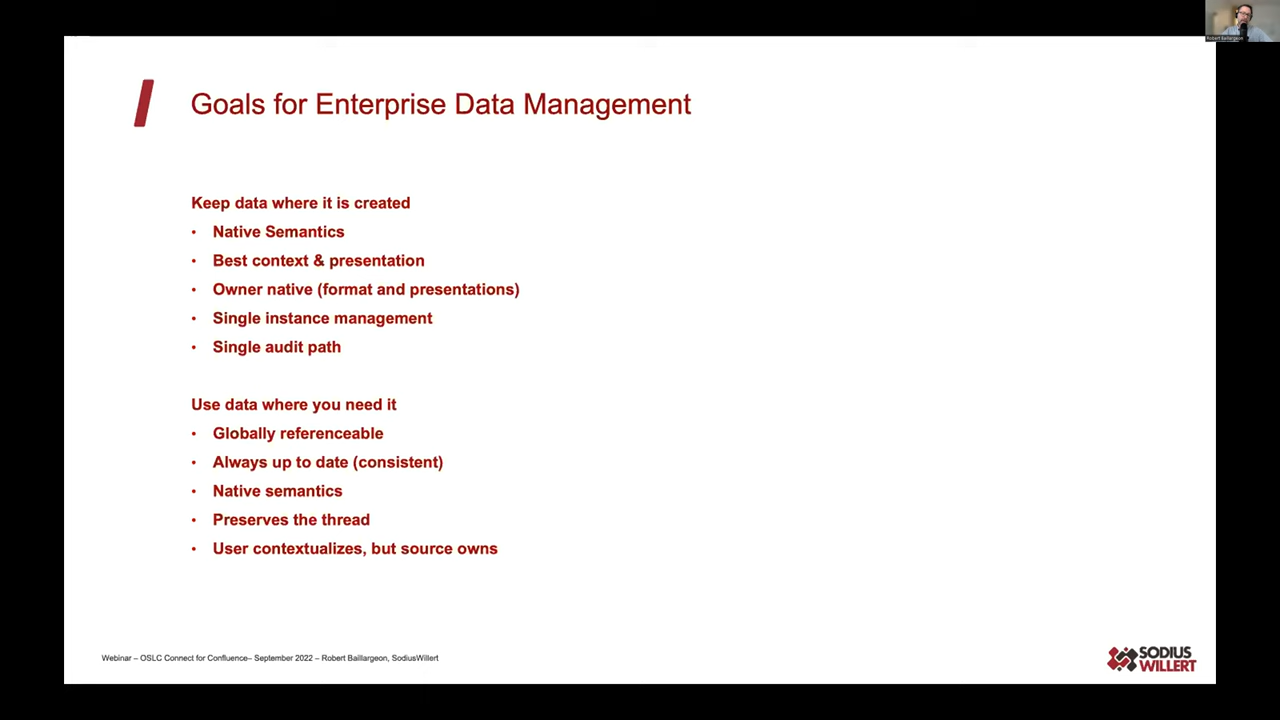 Robert Baillargeon
Goals for Enterprise Data Management
Keep data where it is created
• Native Semantics
• Best context & presentation
• Owner native (format and presentations)
• Single instance management
• Single audit path
Use data where you need it
• Globally referenceable
• Always up to date (consistent)
• Native semantics
• Preserves the thread
• User contextualizes, but source owns
Webinar – OSLC Connect for Confluence– September 2022 – Robert Baillargeon, SodiusWillert
SODIUS
WILLERT